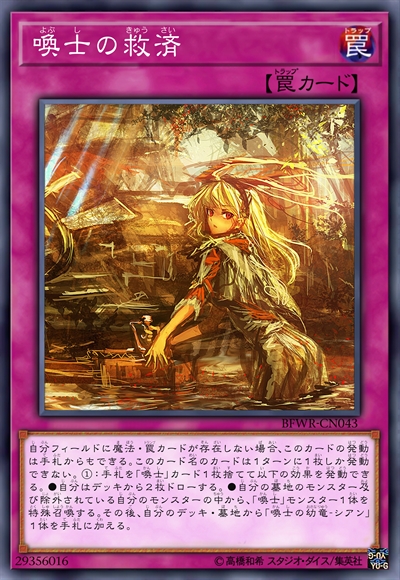 喚士の救済
よぶ し きゅう さい
罠
トラップ
【罠カード】
トラップ
BFWR-CN043
自分フィールドに魔法・罠カードが存在しない場合、このカードの発動
は手札からもできる。このカード名のカードは１ターンに１枚しか発動
できない。①：手札を「喚士」カード１枚捨てて以下の効果を発動でき
る。●自分はデッキから２枚ドローする。●自分の墓地のモンスター及
び除外されている自分のモンスターの中から、「喚士」モンスター１体を
特殊召喚する。その後、自分のデッキ・墓地から「喚士の幼竜-シアン」
１体を手札に加える。
29356016
©高橋和希 スタジオ・ダイス/集英社